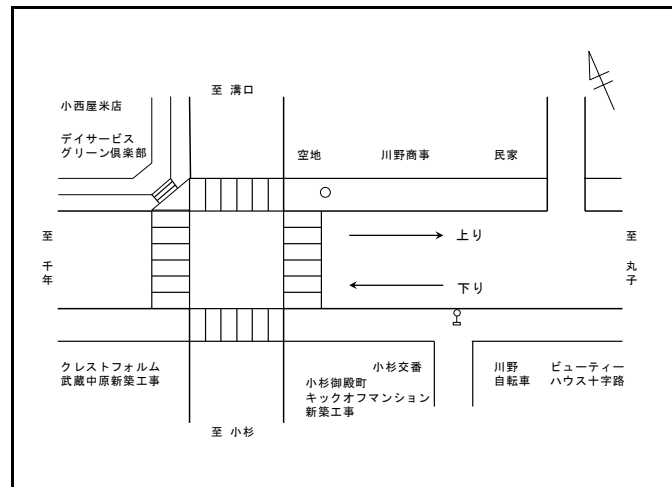 至 溝口
小西屋米店
デイサービス
グリーン倶楽部
空地
川野商事
民家
上り
下り
至 千年
至 丸子
クレストフォルム
武蔵中原新築工事
小杉交番
小杉御殿町
キックオフマンション
新築工事
川野
自転車
ビューティー
ハウス十字路
至 小杉